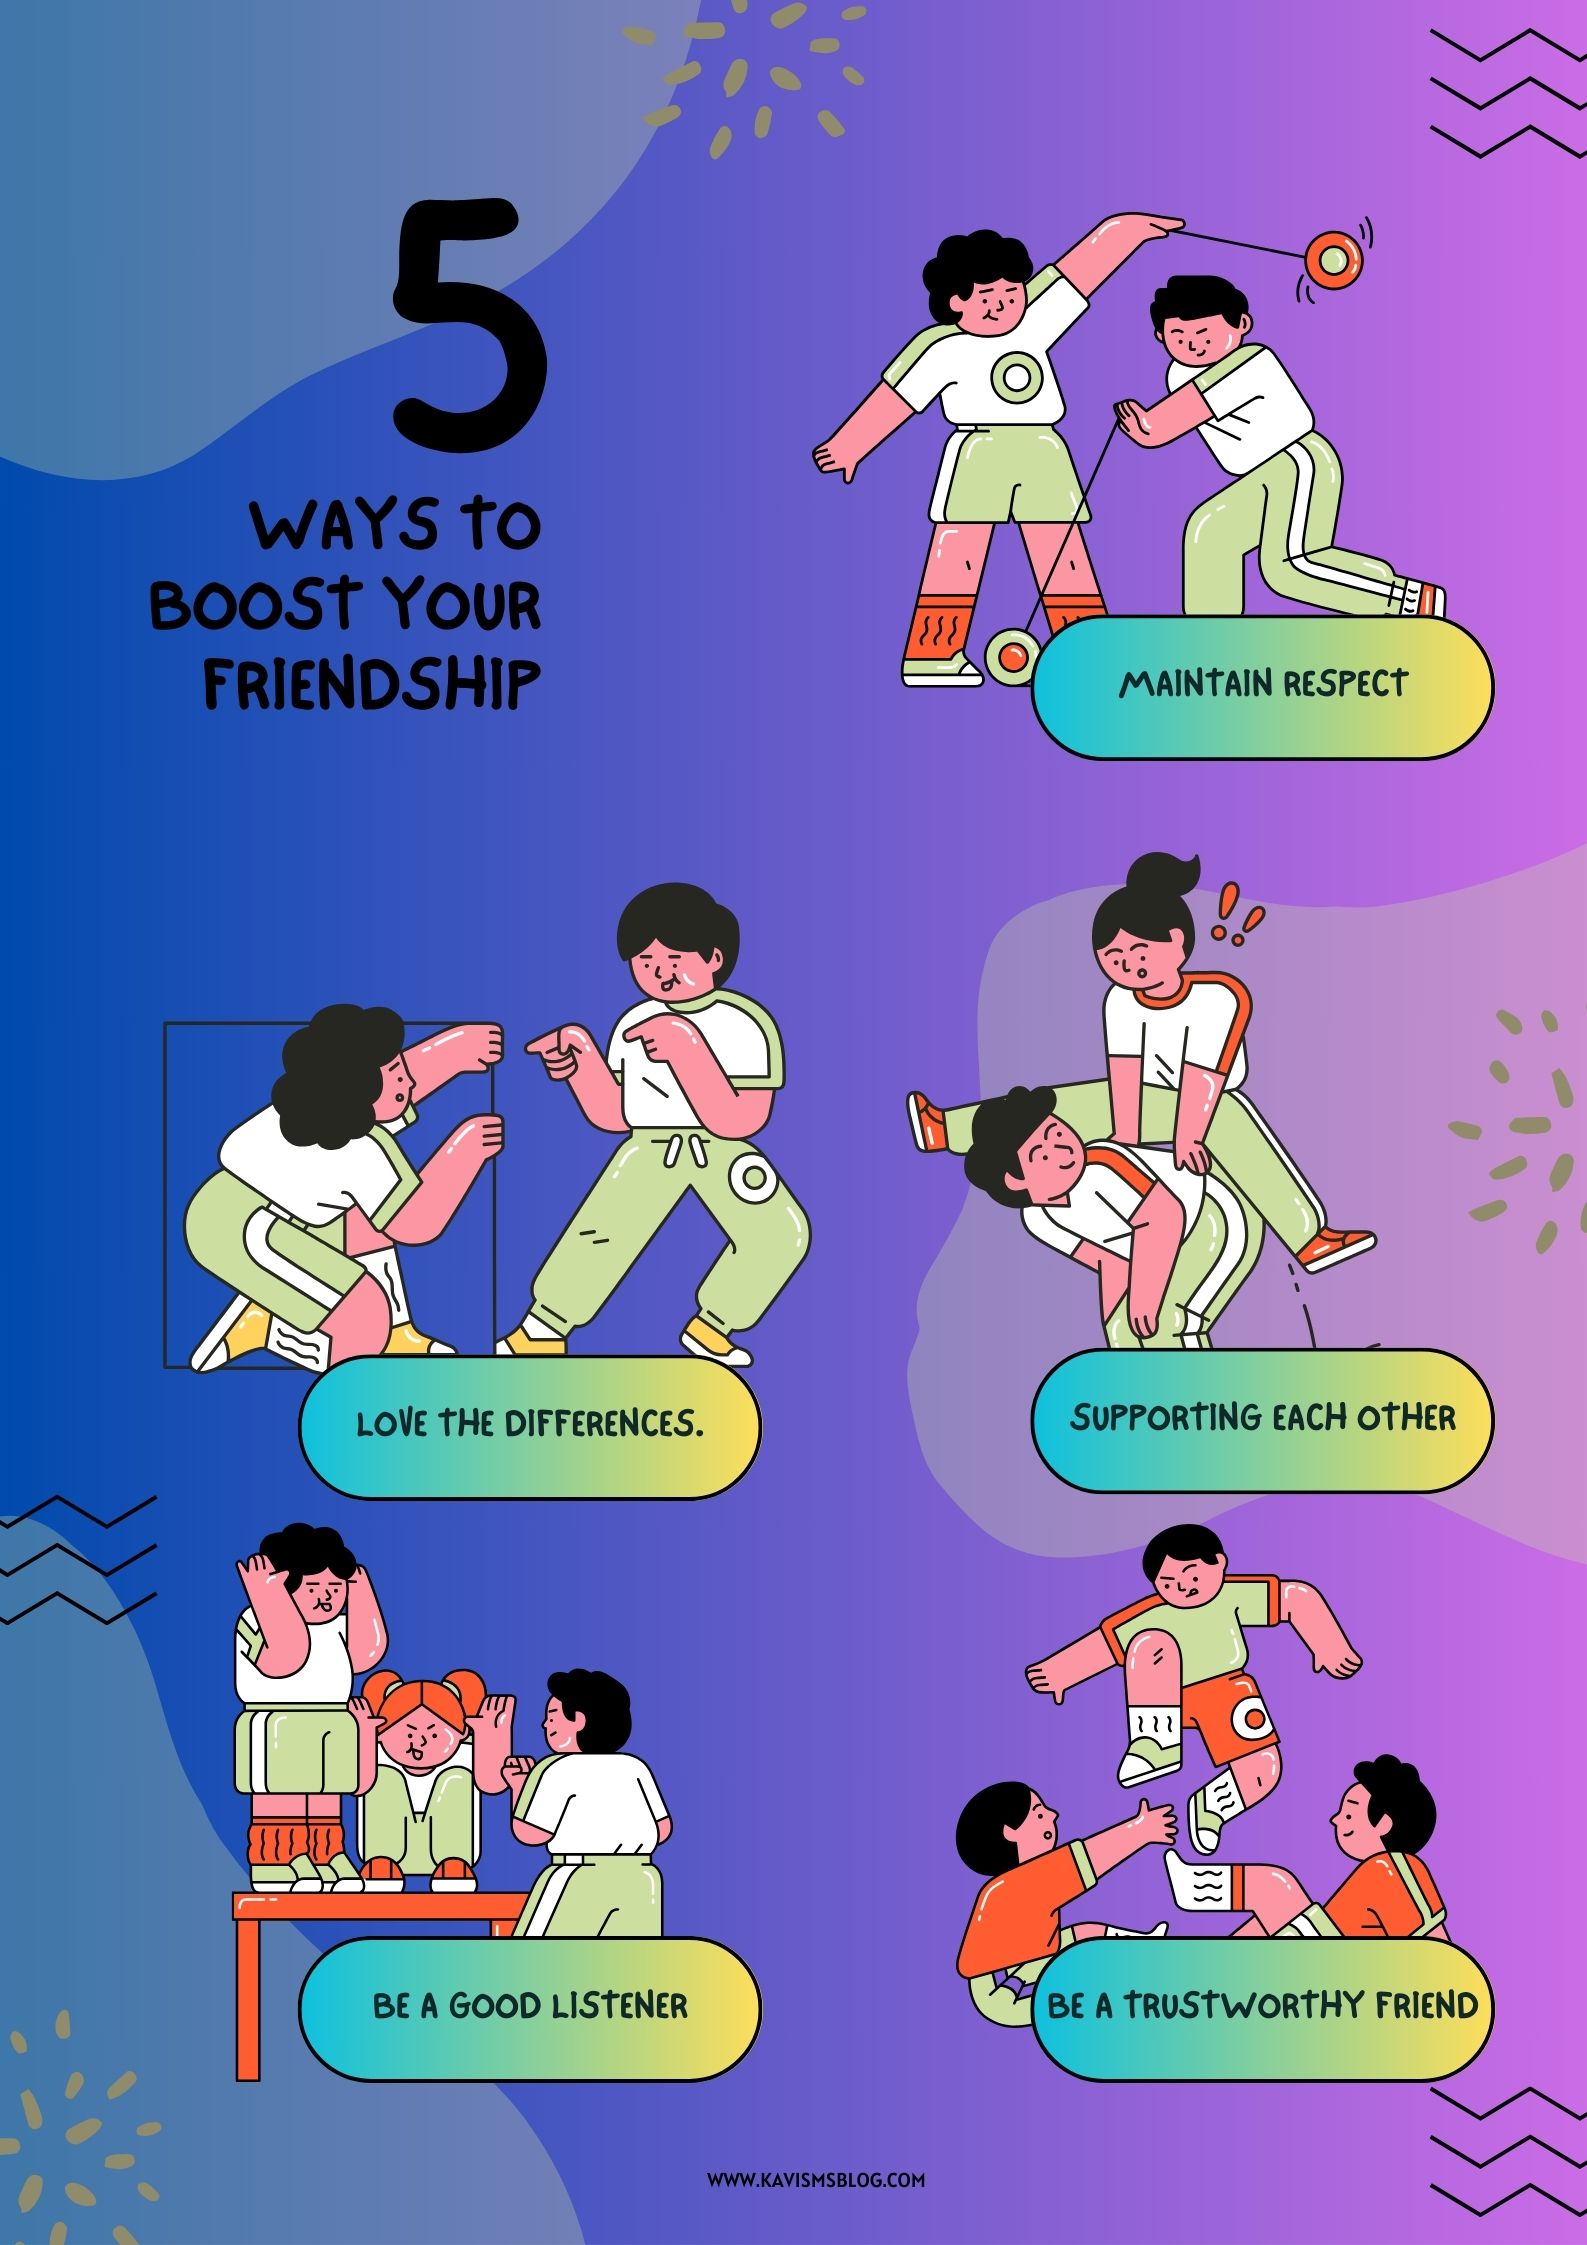 5
WAYS TO
BOOST YOUR
FRIENDSHIP
MAINTAIN RESPECT
LOVE THE DIFFERENCES.
SUPPORTING EACH OTHER
BE A GOOD LISTENER
BE A TRUSTWORTHY FRIEND
WWW.KAVISMSBLOG.COM